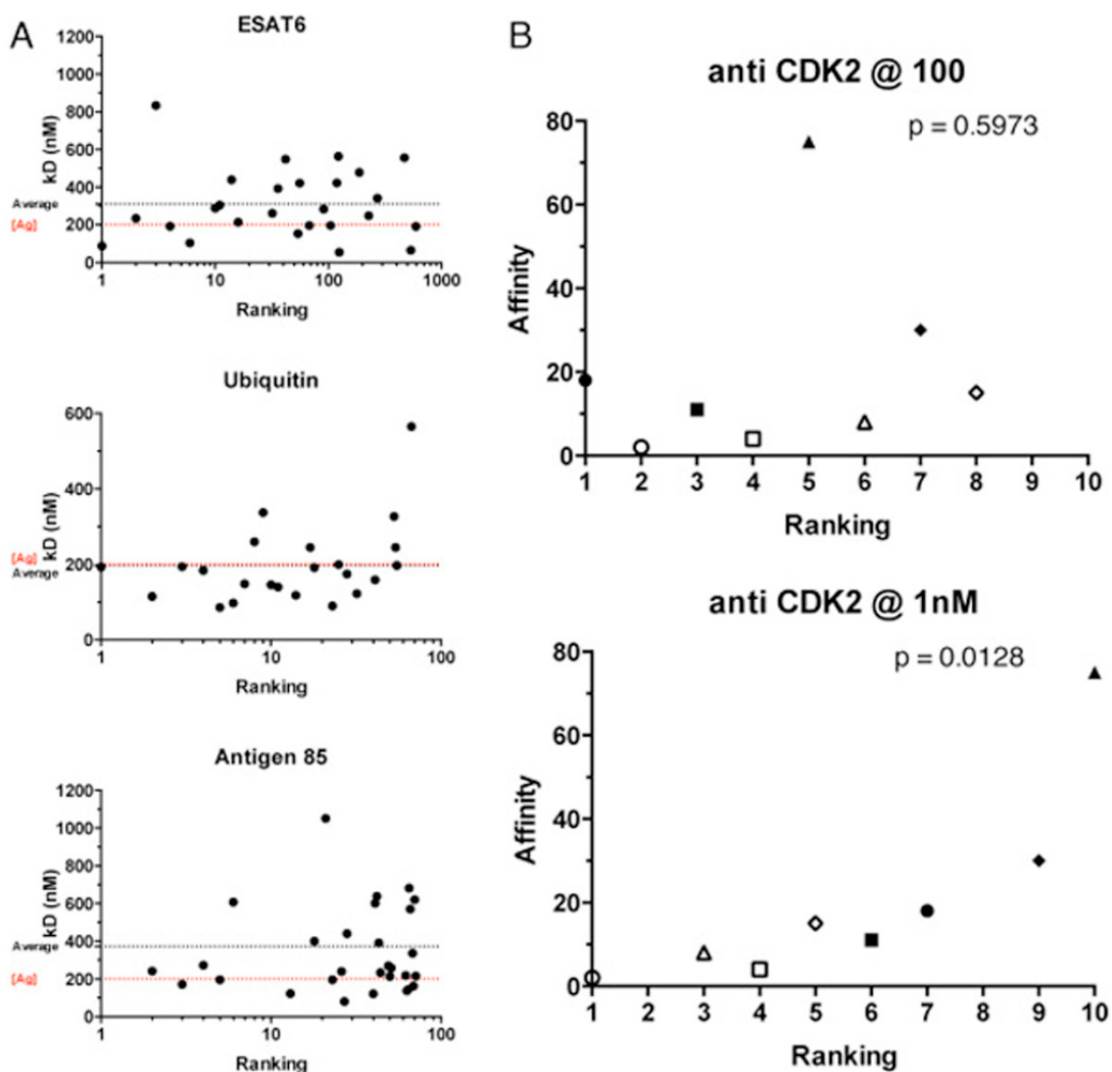 A
ESAT6
1200
1000
800
600
400
200
0
kD (nM)
Average
[Ag]
1
10
100
1000
Ranking
Ubiquitin
600
400
200
0
kD (nM)
[Ag]
Average
1
10
100
Ranking
Antigen 85
1200
1000
800
600
400
200
0
kD (nM)
Average
[Ag]
1
10
100
Ranking
B
anti CDK2 @ 100
p = 0.5973
80
60
40
20
0
Affinity
1 2 3 4 5 6 7 8 9 10
Ranking
anti CDK2 @ 1nM
p = 0.0128
80
60
40
20
0
Affinity
1 2 3 4 5 6 7 8 9 10
Ranking